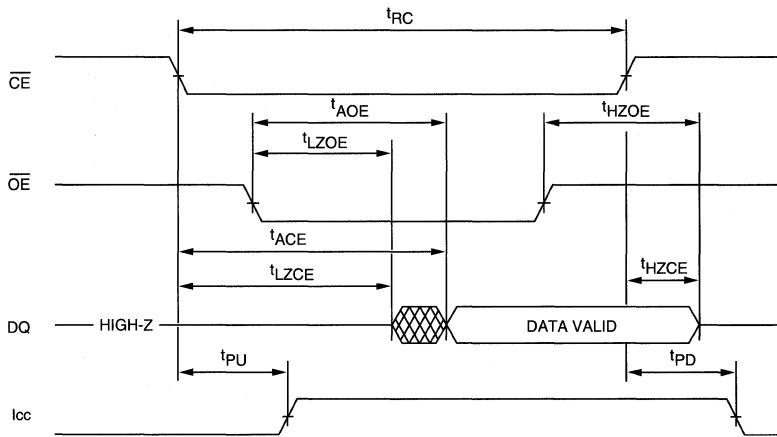 tRC
CE
tAOE
tHZOE
tLZOE
OE
tACE
tLZCE
tHZCE
DQ
HIGH-Z
DATA VALID
tPU
tPD
Icc